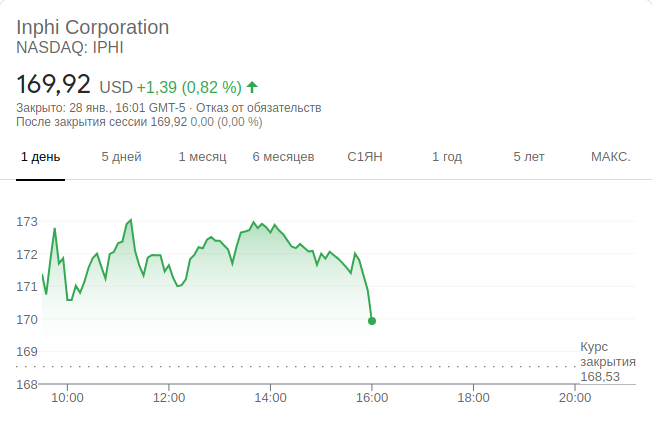 Inphi Corporation
NASDAQ: IPHI
169,92 USD +1,39 (0,82 %)
Закрыто: 28 янв., 16:01 GMT-5 · Отказ от обязательств
После закрытия сессии 169,92 0,00 (0,00 %)
1 день 5 дней 1 месяц 6 месяцев С1ЯН 1 год 5 лет МАКС.
173
172
171
170
169
168
Курс
закрытия
168,53
10:00 12:00 14:00 16:00 18:00 20:00